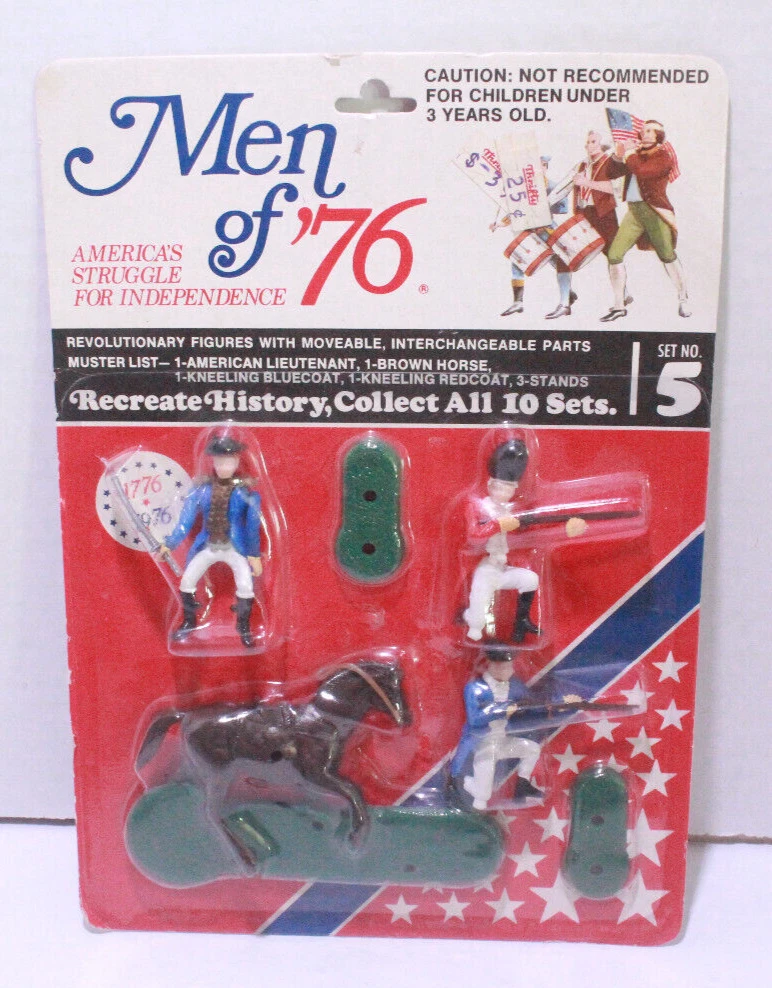 CAUTION: NOT RECOMMENDED
FOR CHILDREN UNDER
3 YEARS OLD.
Men
of '76®
AMERICA'S
STRUGGLE
FOR INDEPENDENCE
Thrifty
25¢
REVOLUTIONARY FIGURES WITH MOVEABLE, INTERCHANGEABLE PARTS
MUSTER LIST— 1-AMERICAN LIEUTENANT, 1-BROWN HORSE,
1-KNEELING BLUECOAT, 1-KNEELING REDCOAT, 3-STANDS
Recreate History, Collect All 10 Sets.
SET NO.
5
1776
1976